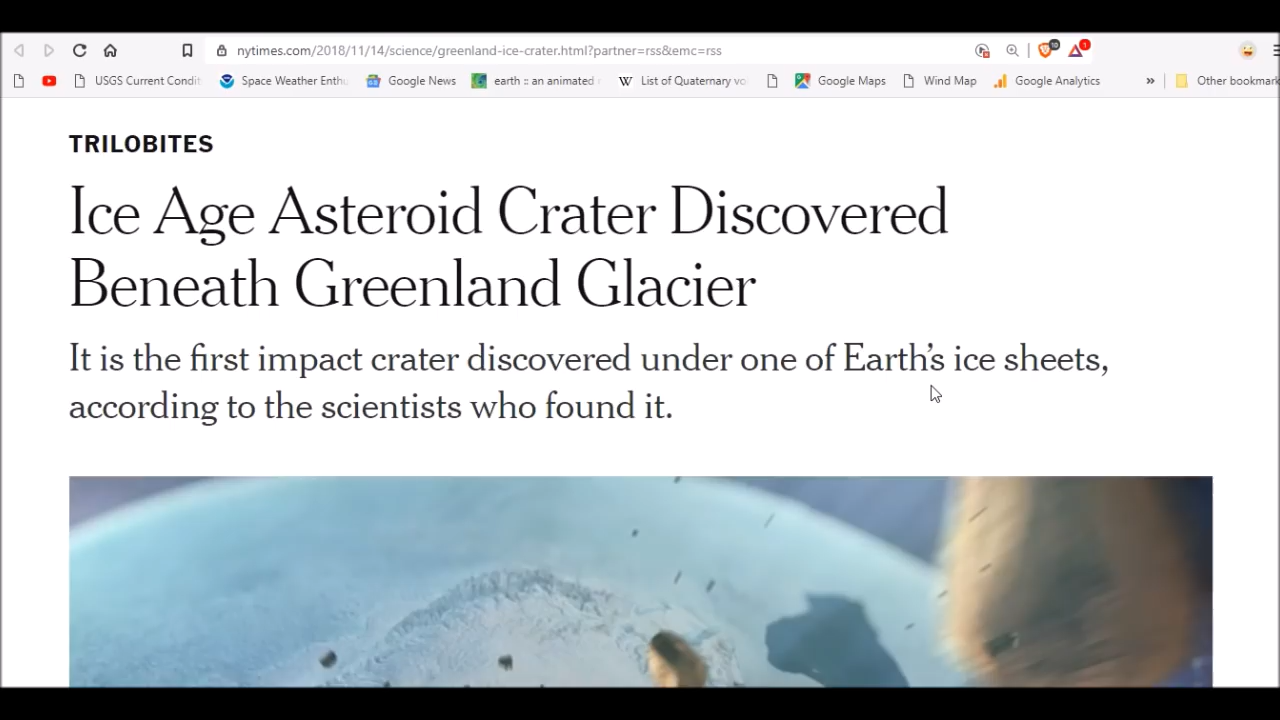 nytimes.com/2018/11/14/science/greenland-ice-crater.html?partner=rss&emc=rss
10
1
USGS Current Condit
Space Weather Enthu
Google News
earth :: an animated
List of Quaternary vo
Google Maps
Wind Map
Google Analytics
»
Other bookmark
TRILOBITES
Ice Age Asteroid Crater Discovered
Beneath Greenland Glacier
It is the first impact crater discovered under one of Earth’s ice sheets,
according to the scientists who found it.